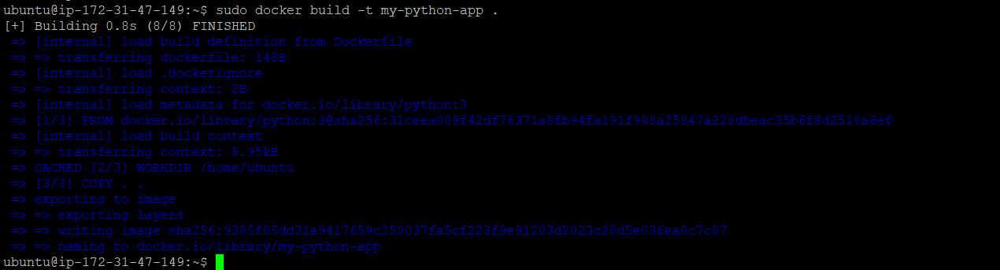 ubuntu@ip-172-31-47-149:~$ sudo docker build -t my-python-app .
[+] Building 0.8s (8/8) FINISHED
=> [internal] load build definition from Dockerfile
=> => transferring dockerfile: 148B
=> [internal] load .dockerignore
=> => transferring context: 2B
=> [internal] load metadata for docker.io/library/python:3
=> [1/3] FROM docker.io/library/python:3@sha256:31ceea009f42df76371a8fb94fa191f988a25847a228dbeac35b6f8d2518a6ef
=> [internal] load build context
=> => transferring context: 8.95kB
=> CACHED [2/3] WORKDIR /home/ubuntu
=> [3/3] COPY . .
=> exporting to image
=> => exporting layers
=> => writing image sha256:9385f85dd31a9417659c250037fa5cf223f9e91283d2823c28d5e036ea8c7c87
=> => naming to docker.io/library/my-python-app
ubuntu@ip-172-31-47-149:~$